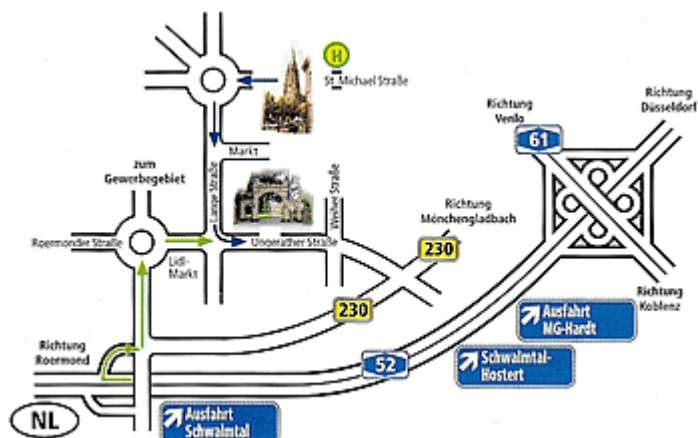 H
St. Michael Straße
Richtung
Venlo
61
Richtung
Düsseldorf
Markt
zum
Gewerbegebiet
Lange Straße
Weiher Straße
Richtung
Mönchengladbach
230
Roermonder Straße
Ungerather Straße
Lidl-
Markt
230
Richtung
Koblenz
Ausfahrt
MG-Hardt
Richtung
Roermond
52
Schwalmtal-
Hostert
NL
Ausfahrt
Schwalmtal